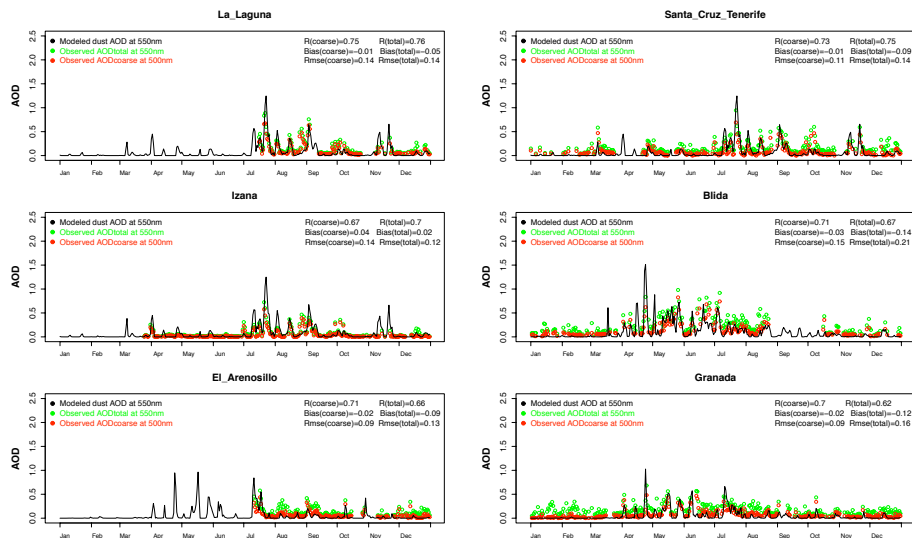 La_Laguna
AOD
0.0 0.5 1.0 1.5 2.0 2.5
Modeled dust AOD at 550nm
Observed AODtotal at 550nm
Observed AODcoarse at 500nm
R(coarse)=0.75 R(total)=0.76
Bias(coarse)=−0.01 Bias(total)=−0.05
Rmse(coarse)=0.14 Rmse(total)=0.14
Jan Feb Mar Apr May Jun Jul Aug Sep Oct Nov Dec
Santa_Cruz_Tenerife
AOD
0.0 0.5 1.0 1.5 2.0 2.5
Modeled dust AOD at 550nm
Observed AODtotal at 550nm
Observed AODcoarse at 500nm
R(coarse)=0.73 R(total)=0.75
Bias(coarse)=−0.01 Bias(total)=−0.09
Rmse(coarse)=0.11 Rmse(total)=0.14
Jan Feb Mar Apr May Jun Jul Aug Sep Oct Nov Dec
Izana
AOD
0.0 0.5 1.0 1.5 2.0 2.5
Modeled dust AOD at 550nm
Observed AODtotal at 550nm
Observed AODcoarse at 500nm
R(coarse)=0.67 R(total)=0.7
Bias(coarse)=0.04 Bias(total)=0.02
Rmse(coarse)=0.14 Rmse(total)=0.12
Jan Feb Mar Apr May Jun Jul Aug Sep Oct Nov Dec
Blida
AOD
0.0 0.5 1.0 1.5 2.0 2.5
Modeled dust AOD at 550nm
Observed AODtotal at 550nm
Observed AODcoarse at 500nm
R(coarse)=0.71 R(total)=0.67
Bias(coarse)=−0.03 Bias(total)=−0.14
Rmse(coarse)=0.15 Rmse(total)=0.21
Jan Feb Mar Apr May Jun Jul Aug Sep Oct Nov Dec
El_Arenosillo
AOD
0.0 0.5 1.0 1.5 2.0 2.5
Modeled dust AOD at 550nm
Observed AODtotal at 550nm
Observed AODcoarse at 500nm
R(coarse)=0.71 R(total)=0.66
Bias(coarse)=−0.02 Bias(total)=−0.09
Rmse(coarse)=0.09 Rmse(total)=0.13
Jan Feb Mar Apr May Jun Jul Aug Sep Oct Nov Dec
Granada
AOD
0.0 0.5 1.0 1.5 2.0 2.5
Modeled dust AOD at 550nm
Observed AODtotal at 550nm
Observed AODcoarse at 500nm
R(coarse)=0.7 R(total)=0.62
Bias(coarse)=−0.02 Bias(total)=−0.12
Rmse(coarse)=0.09 Rmse(total)=0.16
Jan Feb Mar Apr May Jun Jul Aug Sep Oct Nov Dec